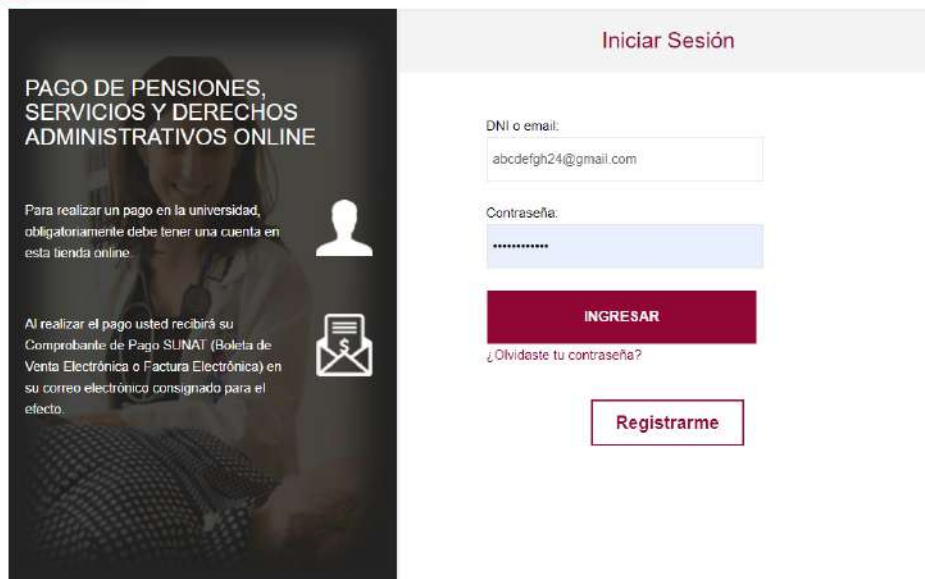 PAGO DE PENSIONES,
SERVICIOS Y DERECHOS
ADMINISTRATIVOS ONLINE
Para realizar un pago en la universidad,
obligatoriamente debe tener una cuenta en
esta tienda online.
Al realizar el pago usted recibirá su
Comprobante de Pago SUNAT (Boleta de
Venta Electrónica o Factura Electrónica) en
su correo electrónico consignado para el
efecto.
$
Iniciar Sesión
DNI o email:
abcdefgh24@gmail.com
Contraseña:
••••••••••••
INGRESAR
¿Olvidaste tu contraseña?
Registrarme